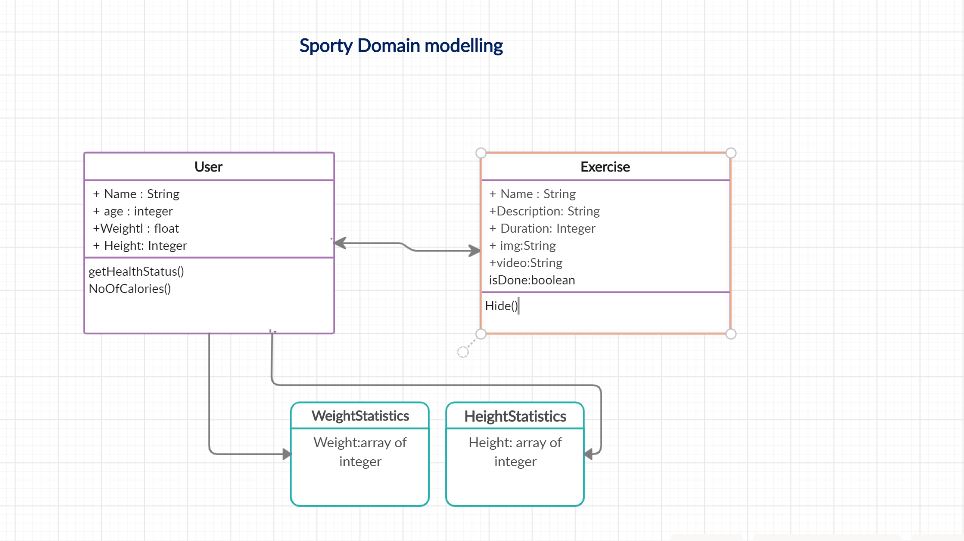 Sporty Domain modelling
User
+ Name : String
+ age : integer
+Weightl : float
+ Height: Integer
getHealthStatus()
NoOfCalories()
Exercise
+ Name : String
+Description: String
+ Duration: Integer
+ img:String
+video:String
isDone:boolean
Hide()
WeightStatistics
Weight:array of
integer
HeightStatistics
Height: array of
integer